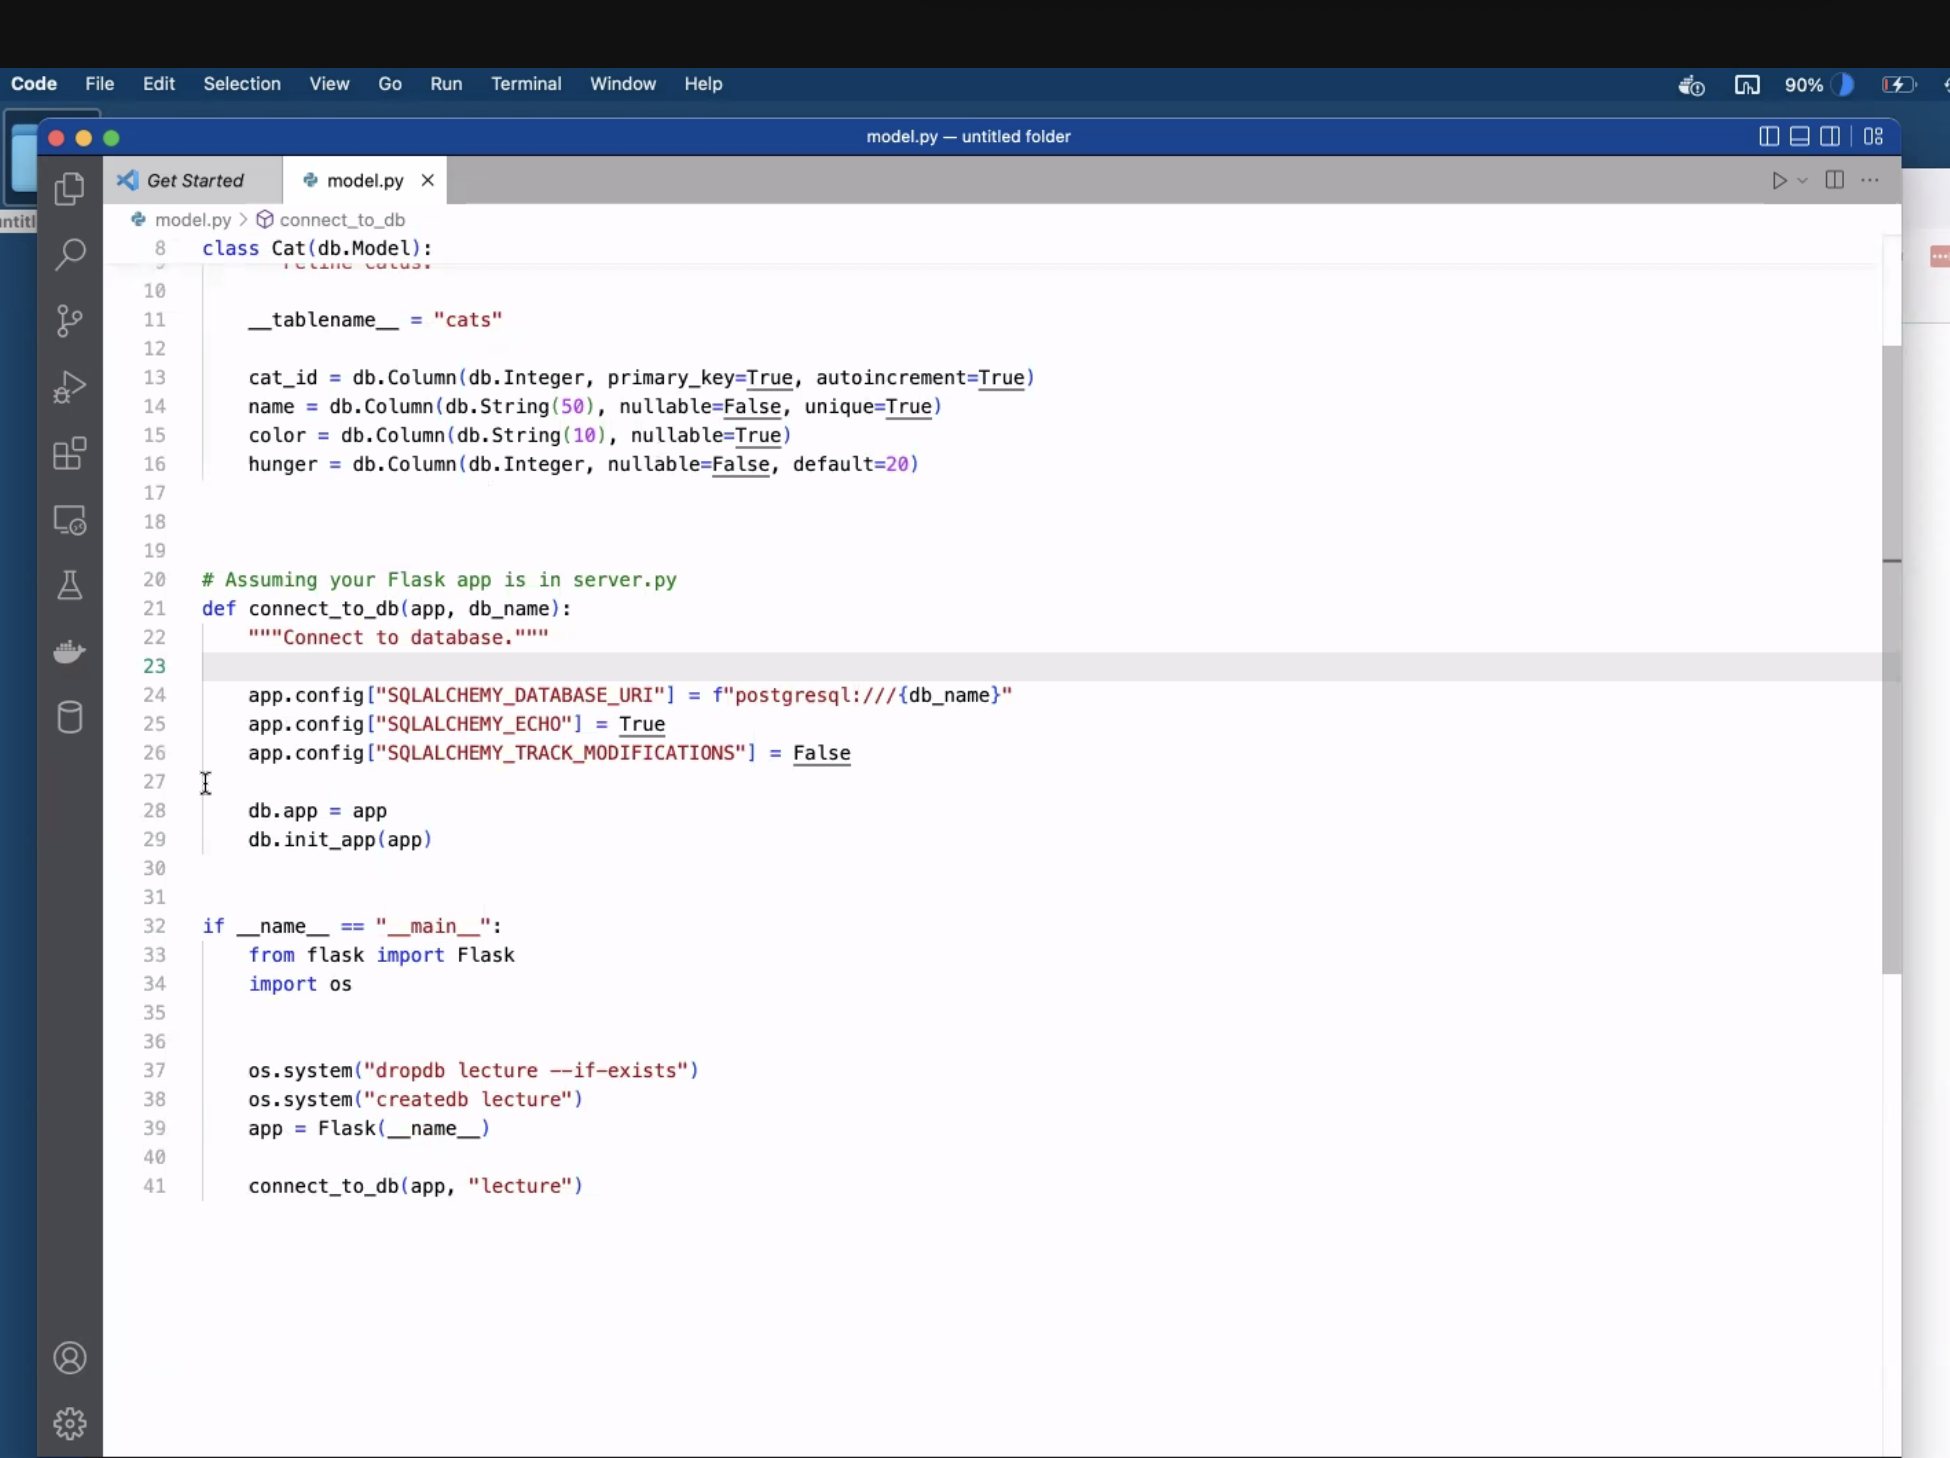 Code File Edit Selection View Go Run Terminal Window Help 90%
model.py — untitled folder
Get Started model.py
model.py > connect_to_db
8 class Cat(db.Model):
10
11 __tablename__ = "cats"
12
13 cat_id = db.Column(db.Integer, primary_key=True, autoincrement=True)
14 name = db.Column(db.String(50), nullable=False, unique=True)
15 color = db.Column(db.String(10), nullable=True)
16 hunger = db.Column(db.Integer, nullable=False, default=20)
17
18
19
20 # Assuming your Flask app is in server.py
21 def connect_to_db(app, db_name):
22 """Connect to database."""
23
24 app.config["SQLALCHEMY_DATABASE_URI"] = f"postgresql:///{db_name}"
25 app.config["SQLALCHEMY_ECHO"] = True
26 app.config["SQLALCHEMY_TRACK_MODIFICATIONS"] = False
27
28 db.app = app
29 db.init_app(app)
30
31
32 if __name__ == "__main__":
33 from flask import Flask
34 import os
35
36
37 os.system("dropdb lecture --if-exists")
38 os.system("createdb lecture")
39 app = Flask(__name__)
40
41 connect_to_db(app, "lecture")